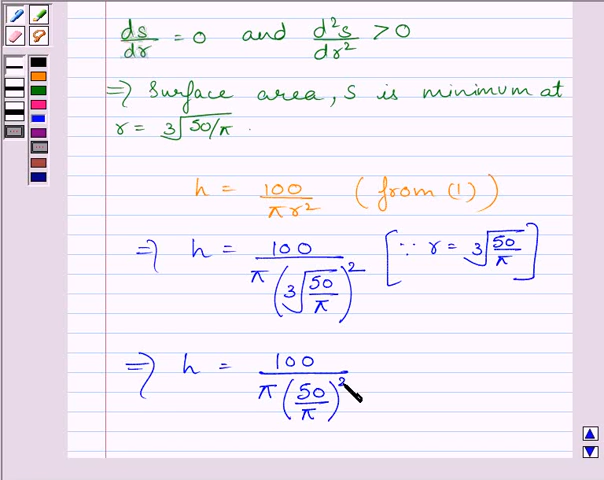 ds/dr = 0 and d²s/dr² > 0
⇒ Surface area, S is minimum at
r = ∛(50/π) .
h = 100/(πr²) (from (1))
⇒ h = 100/(π(∛(50/π))²) [∵ r = ∛(50/π)]
⇒ h = 100/(π(50/π)²